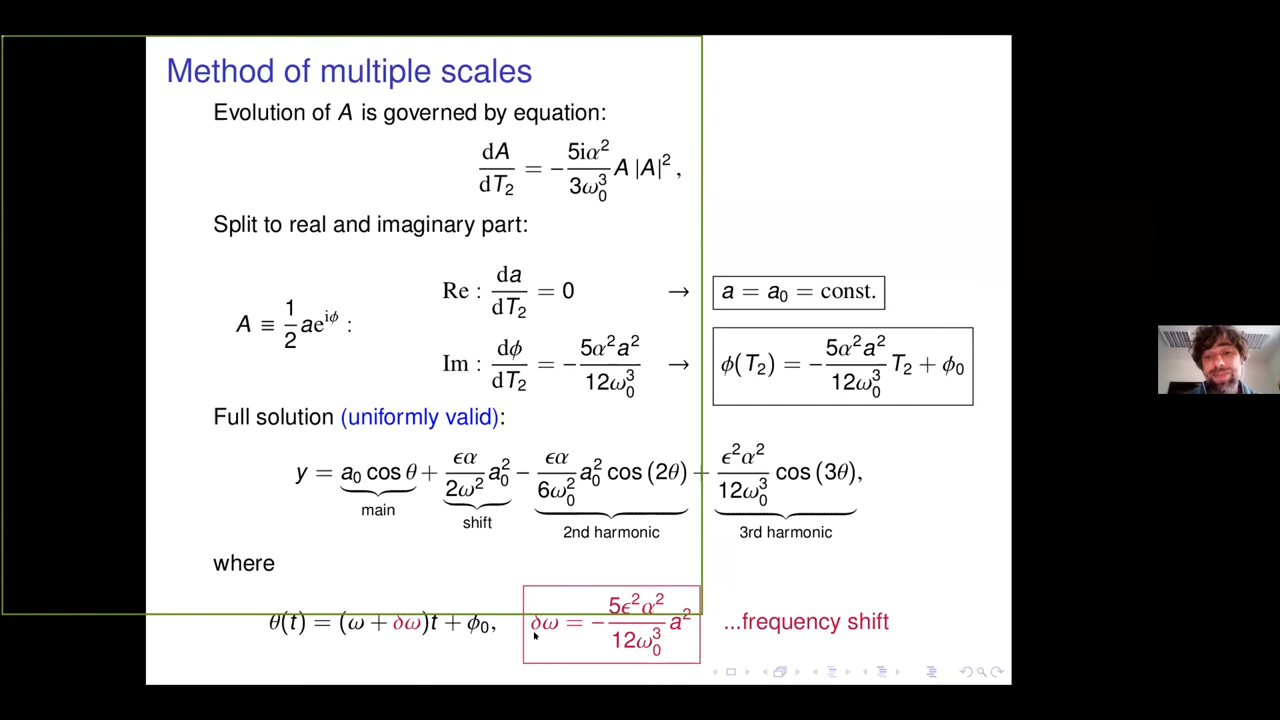 Method of multiple scales
Evolution of A is governed by equation:
dA/dT₂ = −(5iα²/3ω₀³) A |A|²,
Split to real and imaginary part:
A ≡ (1/2) ae^{iϕ} :
Re : da/dT₂ = 0 → a = a₀ = const.
Im : dϕ/dT₂ = −5α²a²/12ω₀³ → ϕ(T₂) = −(5α²a²/12ω₀³) T₂ + ϕ₀
Full solution (uniformly valid):
y = a₀ cos θ + (ϵα/2ω²) a₀² − (ϵα/6ω₀²) a₀² cos (2θ) + (ϵ²α²/12ω₀³) cos (3θ),
main shift 2nd harmonic 3rd harmonic
where
θ(t) = (ω + δω)t + ϕ₀, δω = −(5ϵ²α²/12ω₀³) a² ...frequency shift